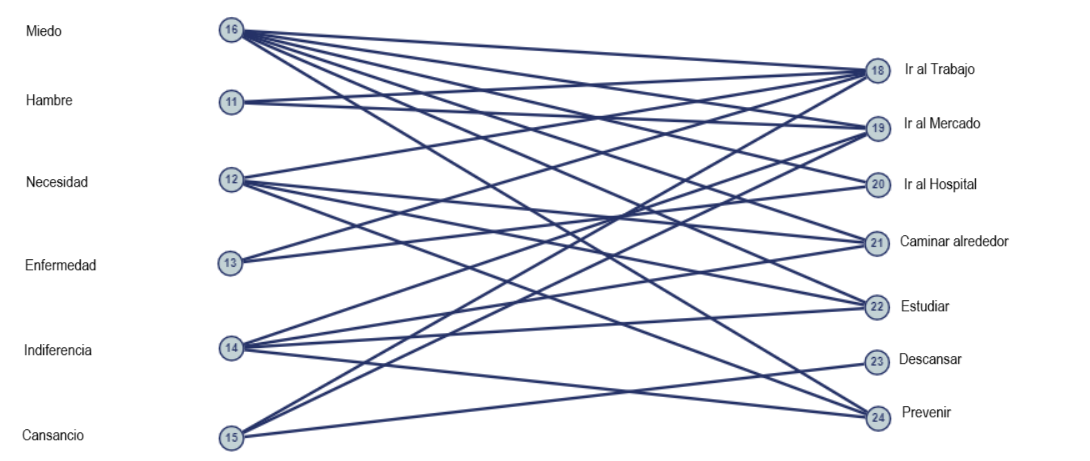 Miedo
16
18
Ir al Trabajo
Hambre
11
19
Ir al Mercado
Necesidad
12
20
Ir al Hospital
21
Caminar alrededor
Enfermedad
13
22
Estudiar
Indiferencia
14
23
Descansar
24
Prevenir
Cansancio
15